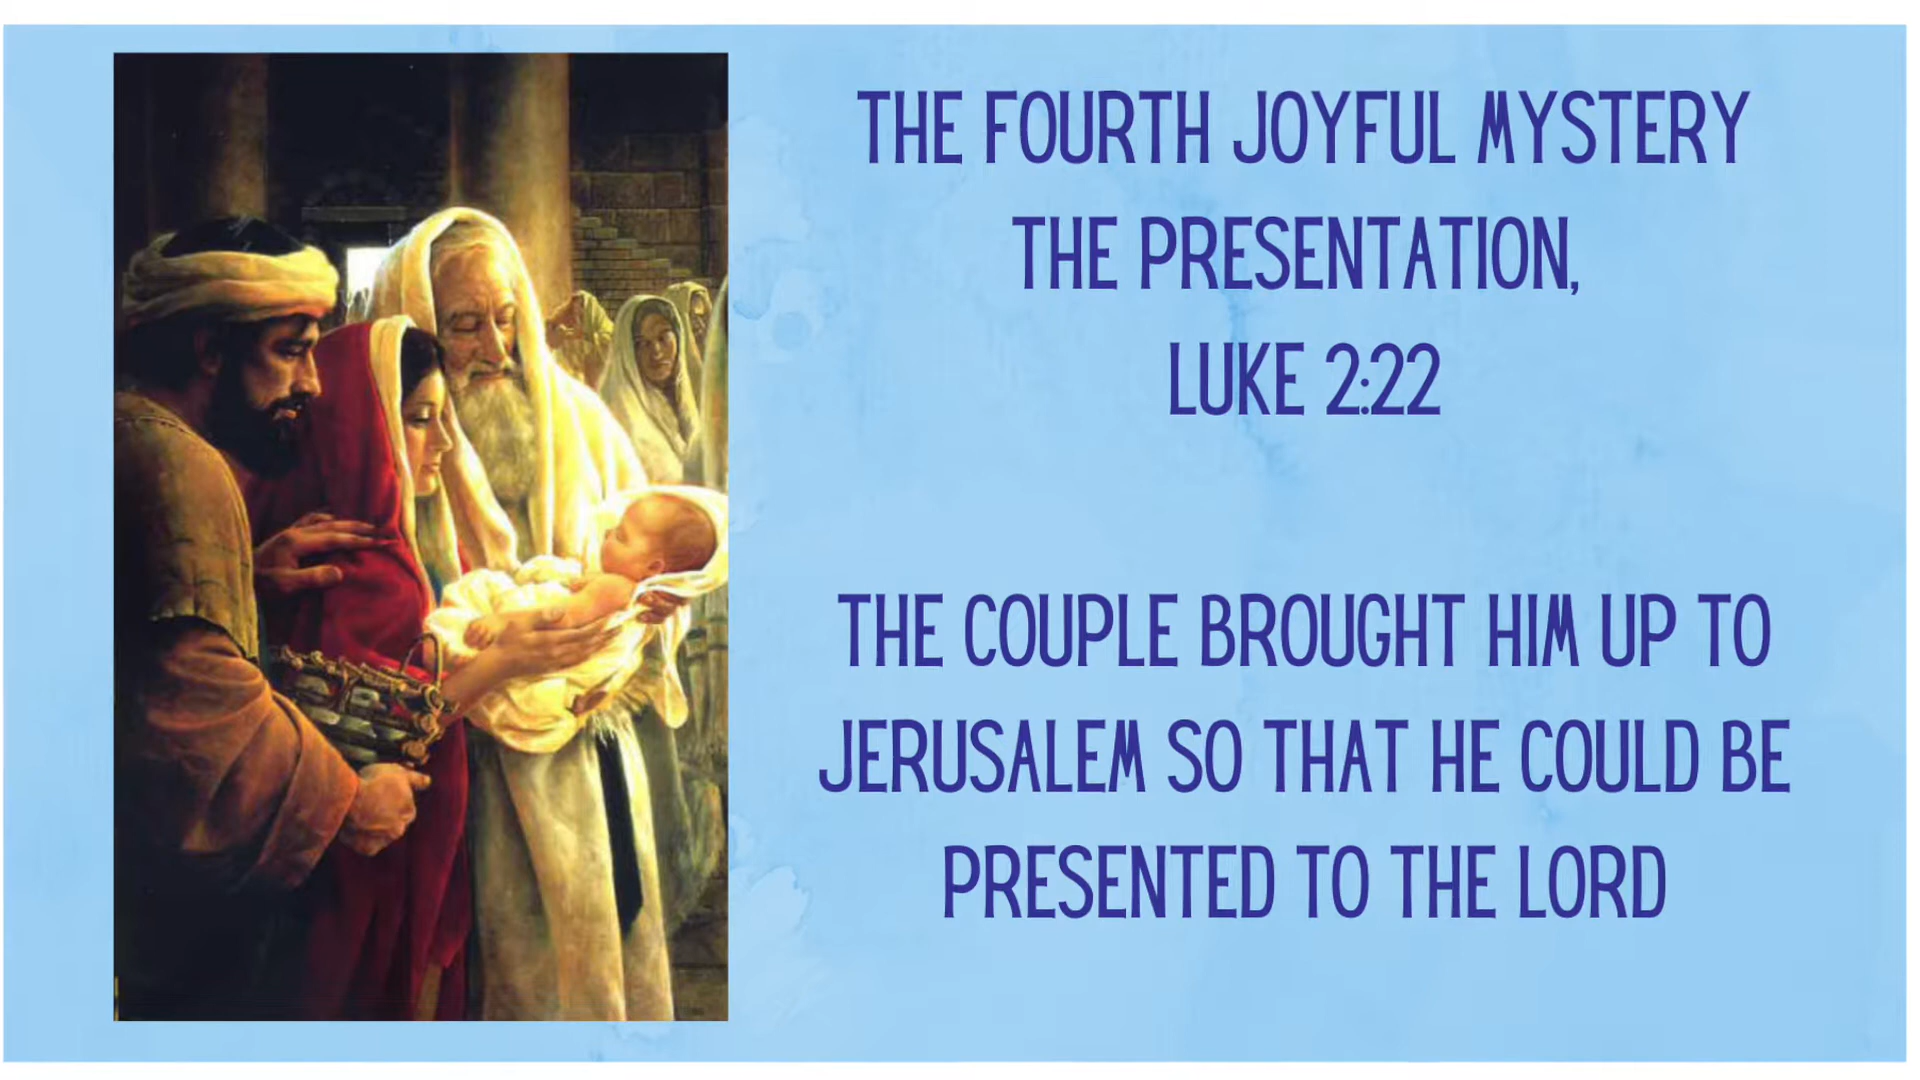 THE FOURTH JOYFUL MYSTERY
THE PRESENTATION,
LUKE 2:22
THE COUPLE BROUGHT HIM UP TO
JERUSALEM SO THAT HE COULD BE
PRESENTED TO THE LORD